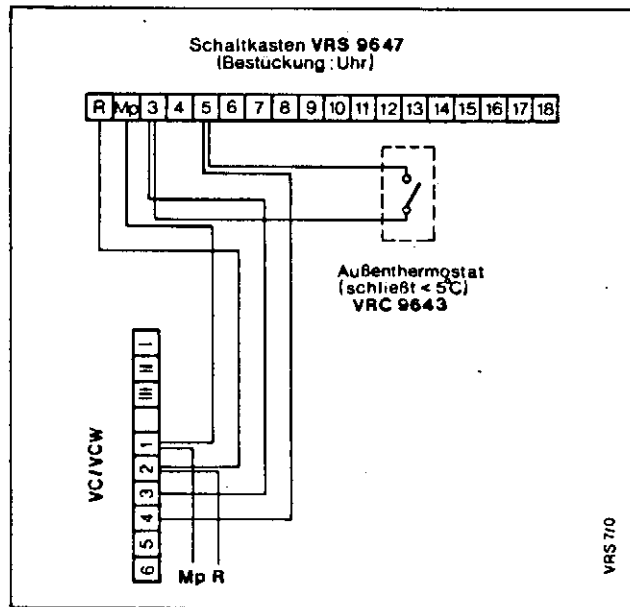 Schaltkasten VRS 9647
(Bestückung: Uhr)
R Mp 3 4 5 6 7 8 9 10 11 12 13 14 15 16 17 18
Außenthermostat
(schließt < 5°C)
VRC 9643
I
II
III
VC/VCW
1
2
3
4
5
6
Mp R
VRS 7/0